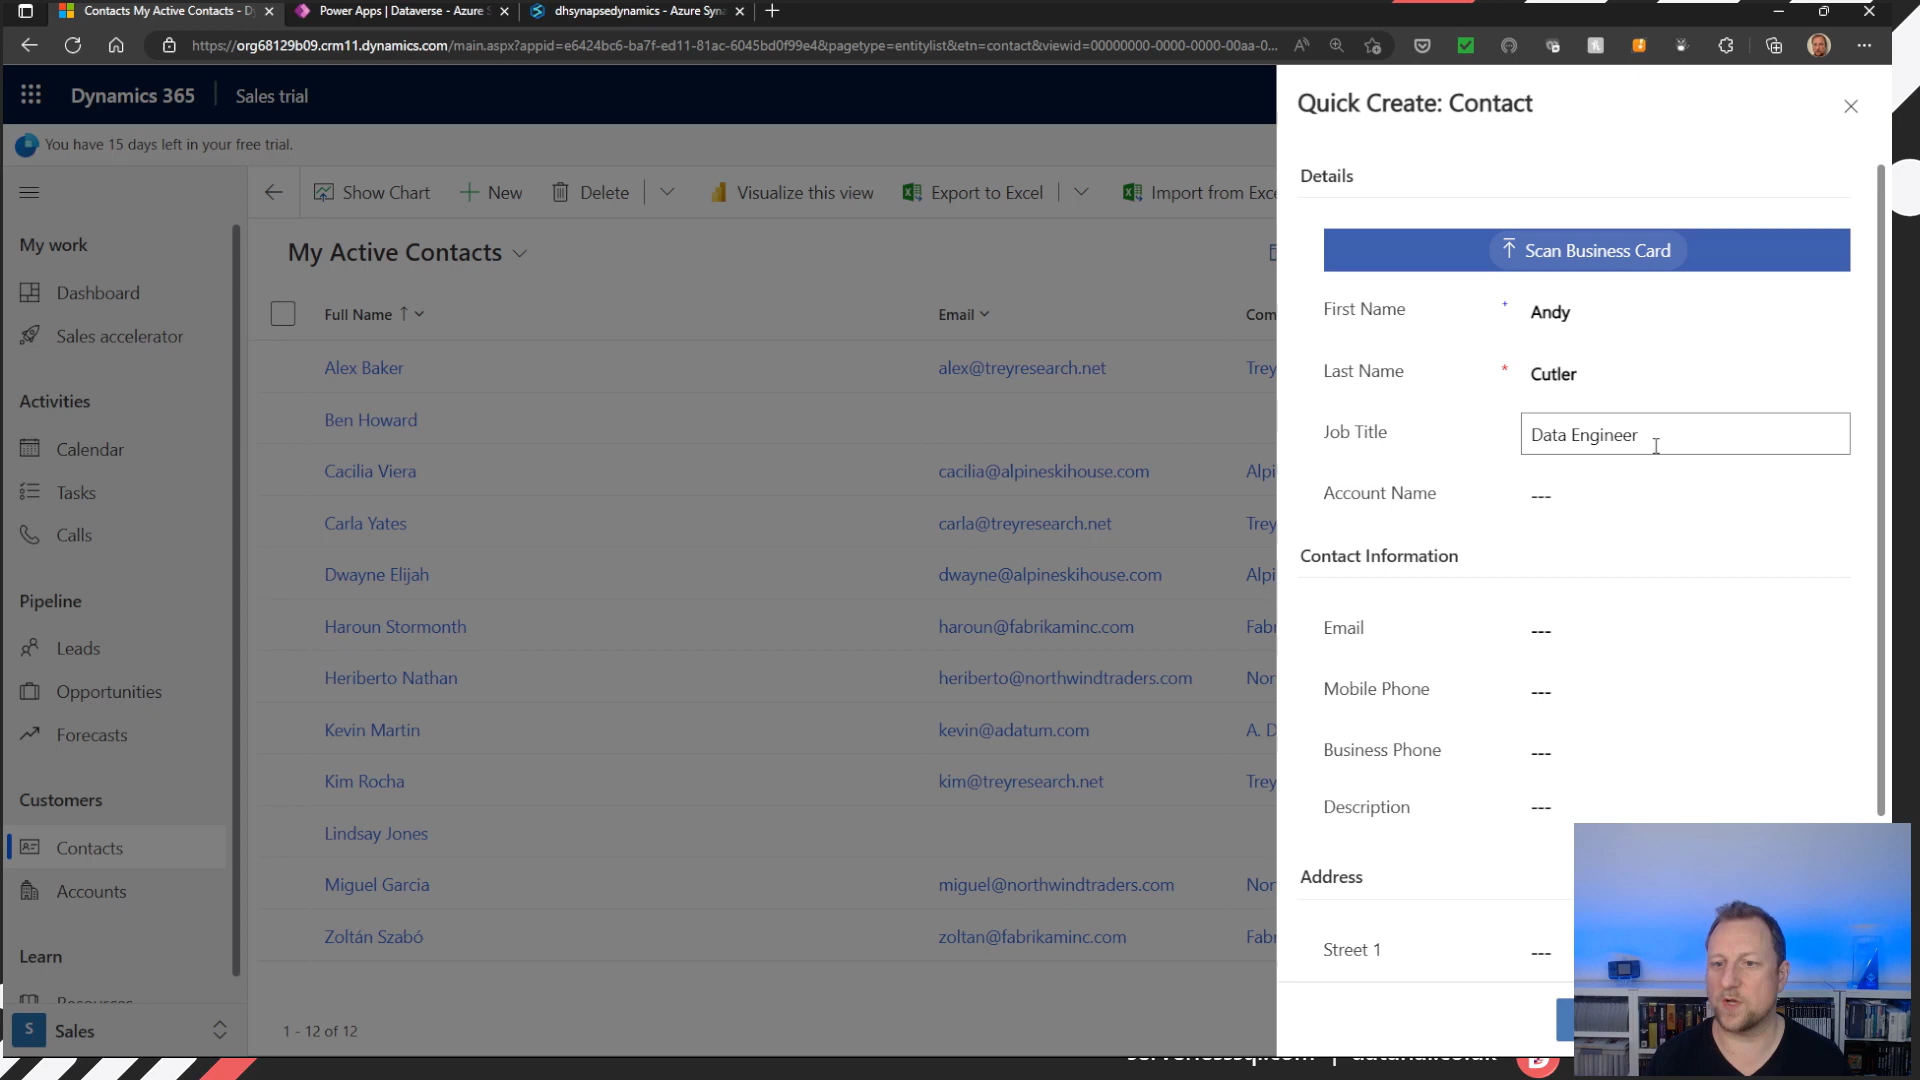 Contacts My Active Contacts - Dy
Power Apps | Dataverse - Azure S
dhsynapsedynamics - Azure Syna
https://org68129b09.crm11.dynamics.com/main.aspx?appid=e6424bc6-ba7f-ed11-81ac-6045bd0f99e4&pagetype=entitylist&etn=contact&viewid=00000000-0000-0000-00aa-0...
Dynamics 365
Sales trial
You have 15 days left in your free trial.
Show Chart
New
Delete
Visualize this view
Export to Excel
Import from Exce
My work
Dashboard
Sales accelerator
Activities
Calendar
Tasks
Calls
Pipeline
Leads
Opportunities
Forecasts
Customers
Contacts
Accounts
Learn
Resources
S Sales
My Active Contacts
Full Name ↑
Email
Com
Alex Baker alex@treyresearch.net Trey
Ben Howard
Cacilia Viera cacilia@alpineskihouse.com Alpi
Carla Yates carla@treyresearch.net Trey
Dwayne Elijah dwayne@alpineskihouse.com Alpi
Haroun Stormonth haroun@fabrikaminc.com Fabr
Heriberto Nathan heriberto@northwindtraders.com Nor
Kevin Martin kevin@adatum.com A. D
Kim Rocha kim@treyresearch.net Trey
Lindsay Jones
Miguel Garcia miguel@northwindtraders.com Nor
Zoltán Szabó zoltan@fabrikaminc.com Fabr
1 - 12 of 12
Quick Create: Contact
Details
Scan Business Card
First Name + Andy
Last Name * Cutler
Job Title Data Engineer
Account Name ---
Contact Information
Email ---
Mobile Phone ---
Business Phone ---
Description ---
Address
Street 1 ---